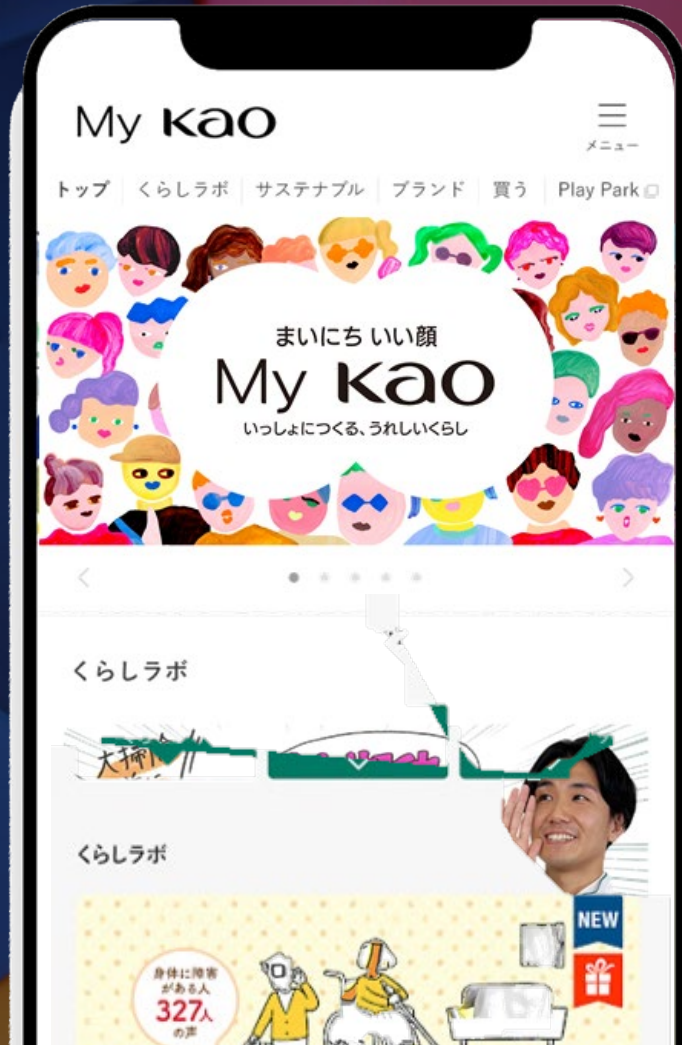 My Kao
メニュー
トップ くらしラボ サステナブル ブランド 買う Play Park
まいにち いい顔
My Kao
いっしょにつくる、うれしいくらし
くらしラボ
大掃除
くらしラボ
NEW
身体に障害
がある人
327人
の声